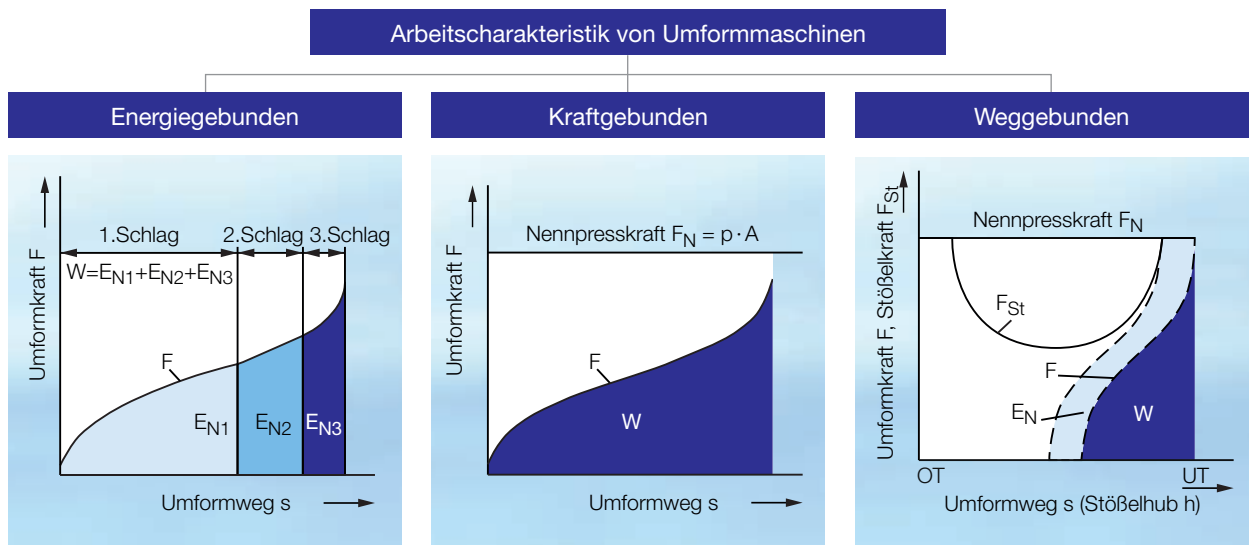 Arbeitscharakteristik von Umformmaschinen
Energiegebunden
Umformkraft F
1.Schlag
2.Schlag
3.Schlag
W=EN1+EN2+EN3
F
EN1
EN2
EN3
Umformweg s
Kraftgebunden
Umformkraft F
Nennpresskraft FN = p · A
F
W
Umformweg s
Weggebunden
Umformkraft F, Stößelkraft FSt
Nennpresskraft FN
FSt
F
EN
W
OT
UT
Umformweg s (Stößelhub h)